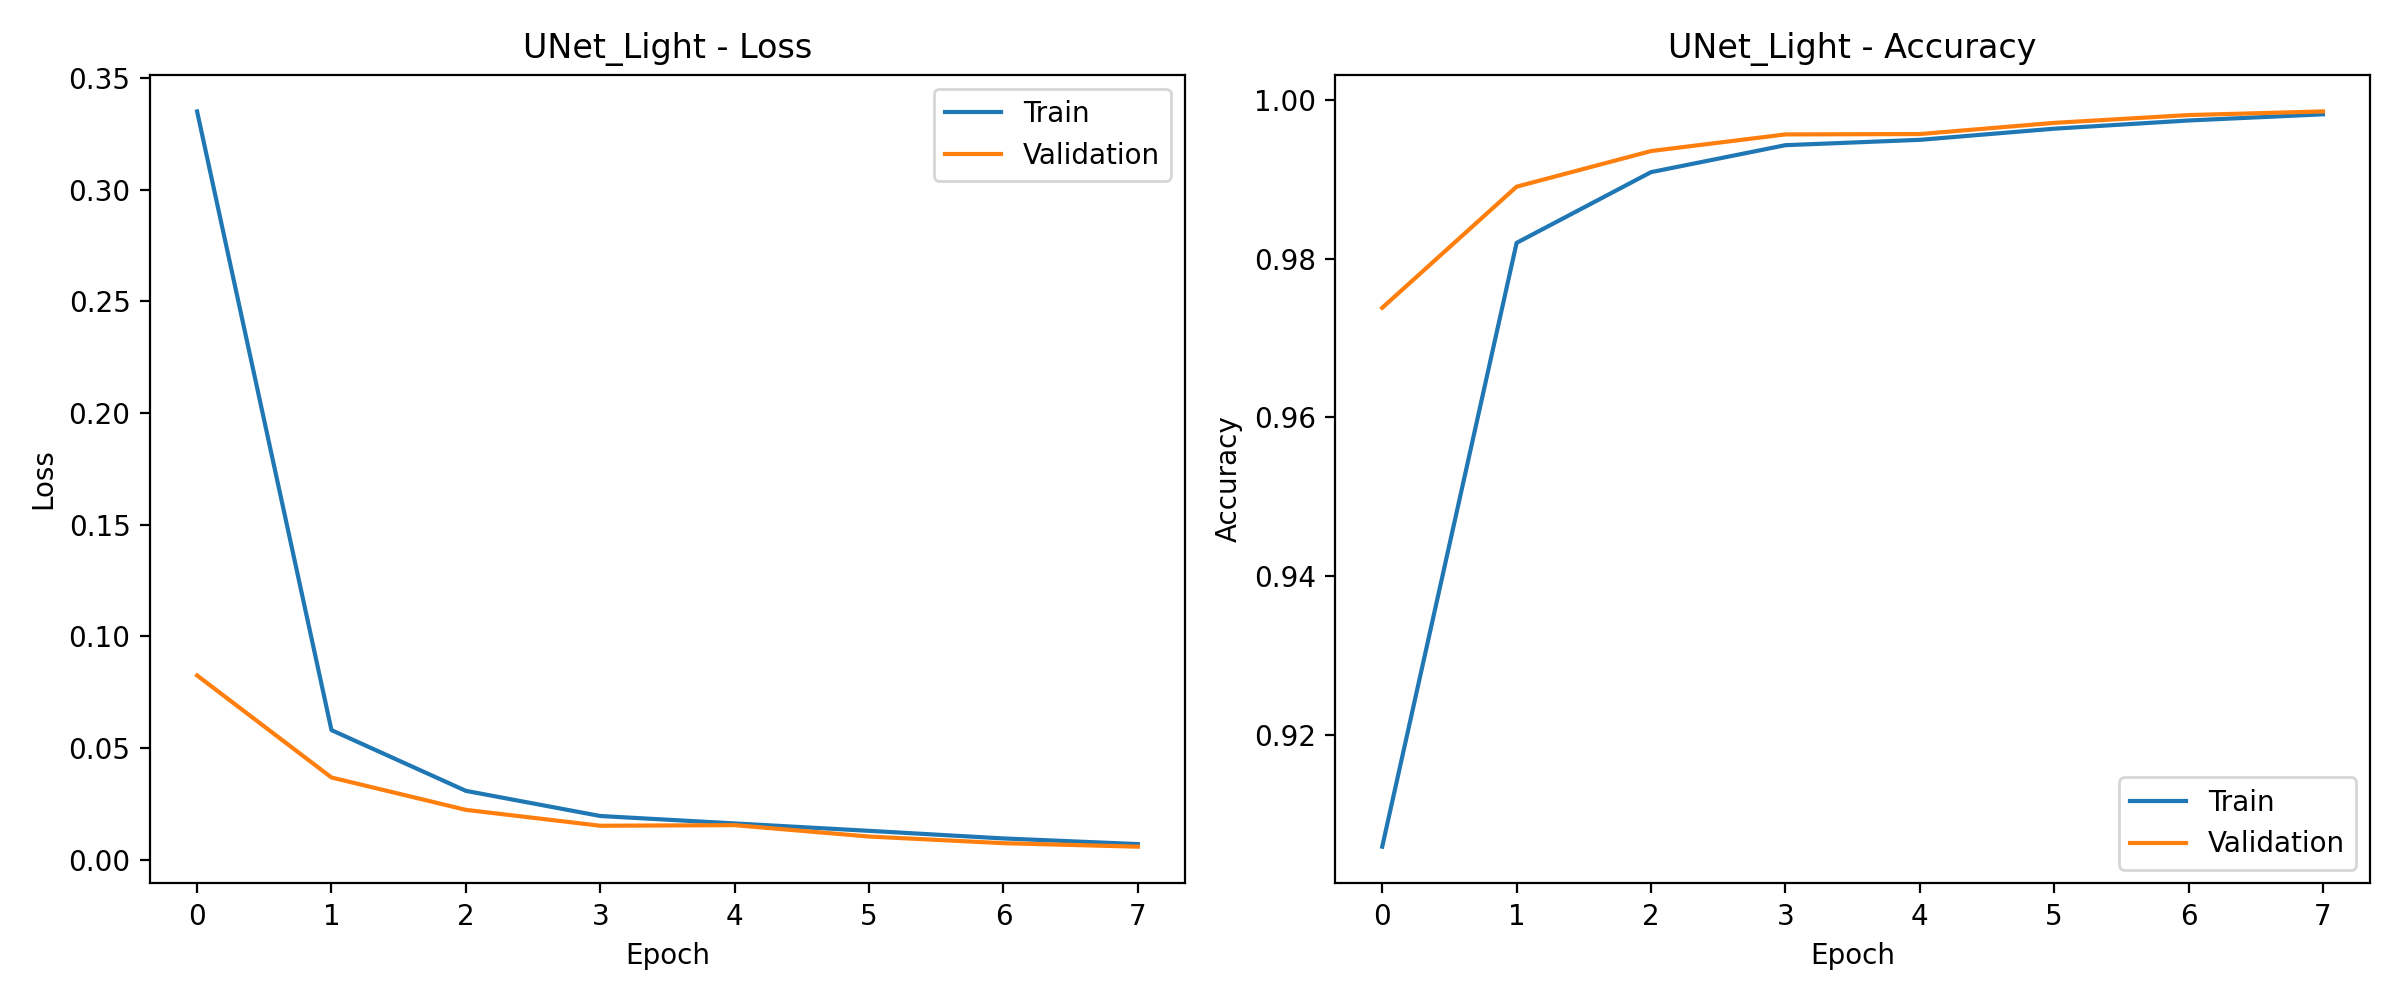 UNet_Light - Loss
0.35
0.30
0.25
0.20
0.15
0.10
0.05
0.00
Loss
Train
Validation
0 1 2 3 4 5 6 7
Epoch
UNet_Light - Accuracy
1.00
0.98
0.96
0.94
0.92
Accuracy
Train
Validation
0 1 2 3 4 5 6 7
Epoch